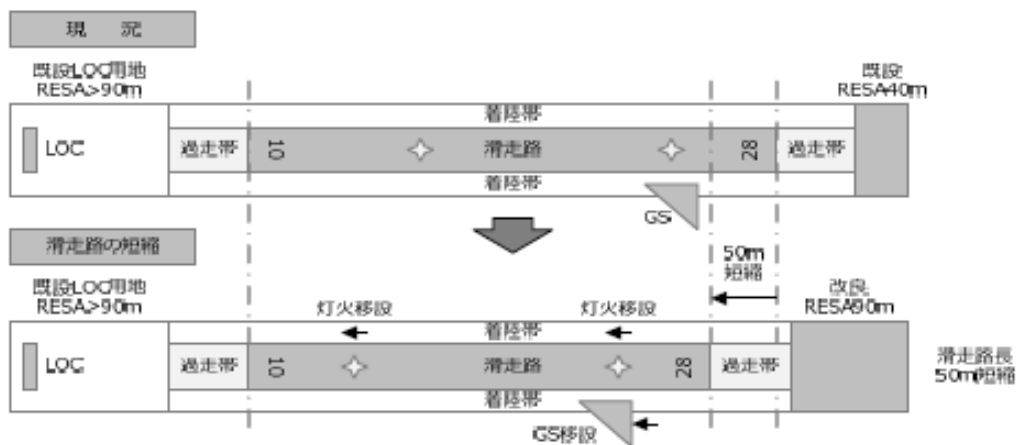 現 況
既設LOC用地
RESA>90m
既設
RESA40m
着陸帯
LOC
過走帯
10
滑走路
28
過走帯
着陸帯
GS
滑走路の短縮
50m
短縮
既設LOC用地
RESA>90m
灯火移設
灯火移設
改良
RESA90m
着陸帯
LOC
過走帯
10
滑走路
28
過走帯
滑走路長
50m短縮
着陸帯
GS移設